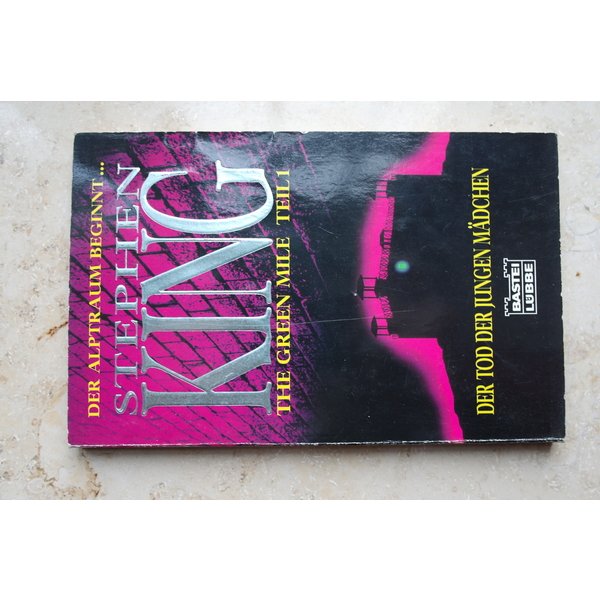 DER ALPTRAUM BEGINNT...
STEPHEN
KING
THE GREEN MILE TEIL 1
DER TOD DER JUNGEN MÄDCHEN
BASTEI
LÜBBE